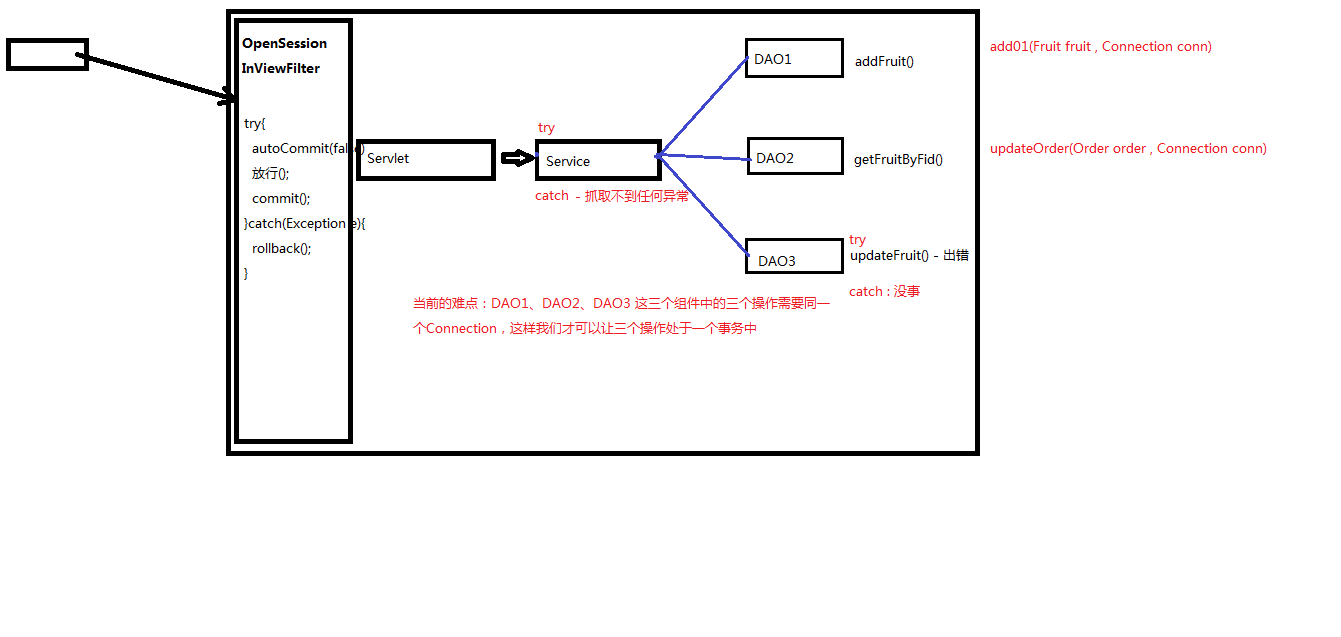 OpenSession
InViewFilter
try{
autoCommit(false)
放行();
commit();
}catch(Exception e){
rollback();
}
Servlet
try
Service
catch - 抓取不到任何异常
DAO1
addFruit()
add01(Fruit fruit , Connection conn)
DAO2
getFruitByFid()
updateOrder(Order order , Connection conn)
DAO3
try
updateFruit() - 出错
catch : 没事
当前的难点：DAO1、DAO2、DAO3 这三个组件中的三个操作需要同一
个Connection，这样我们才可以让三个操作处于一个事务中